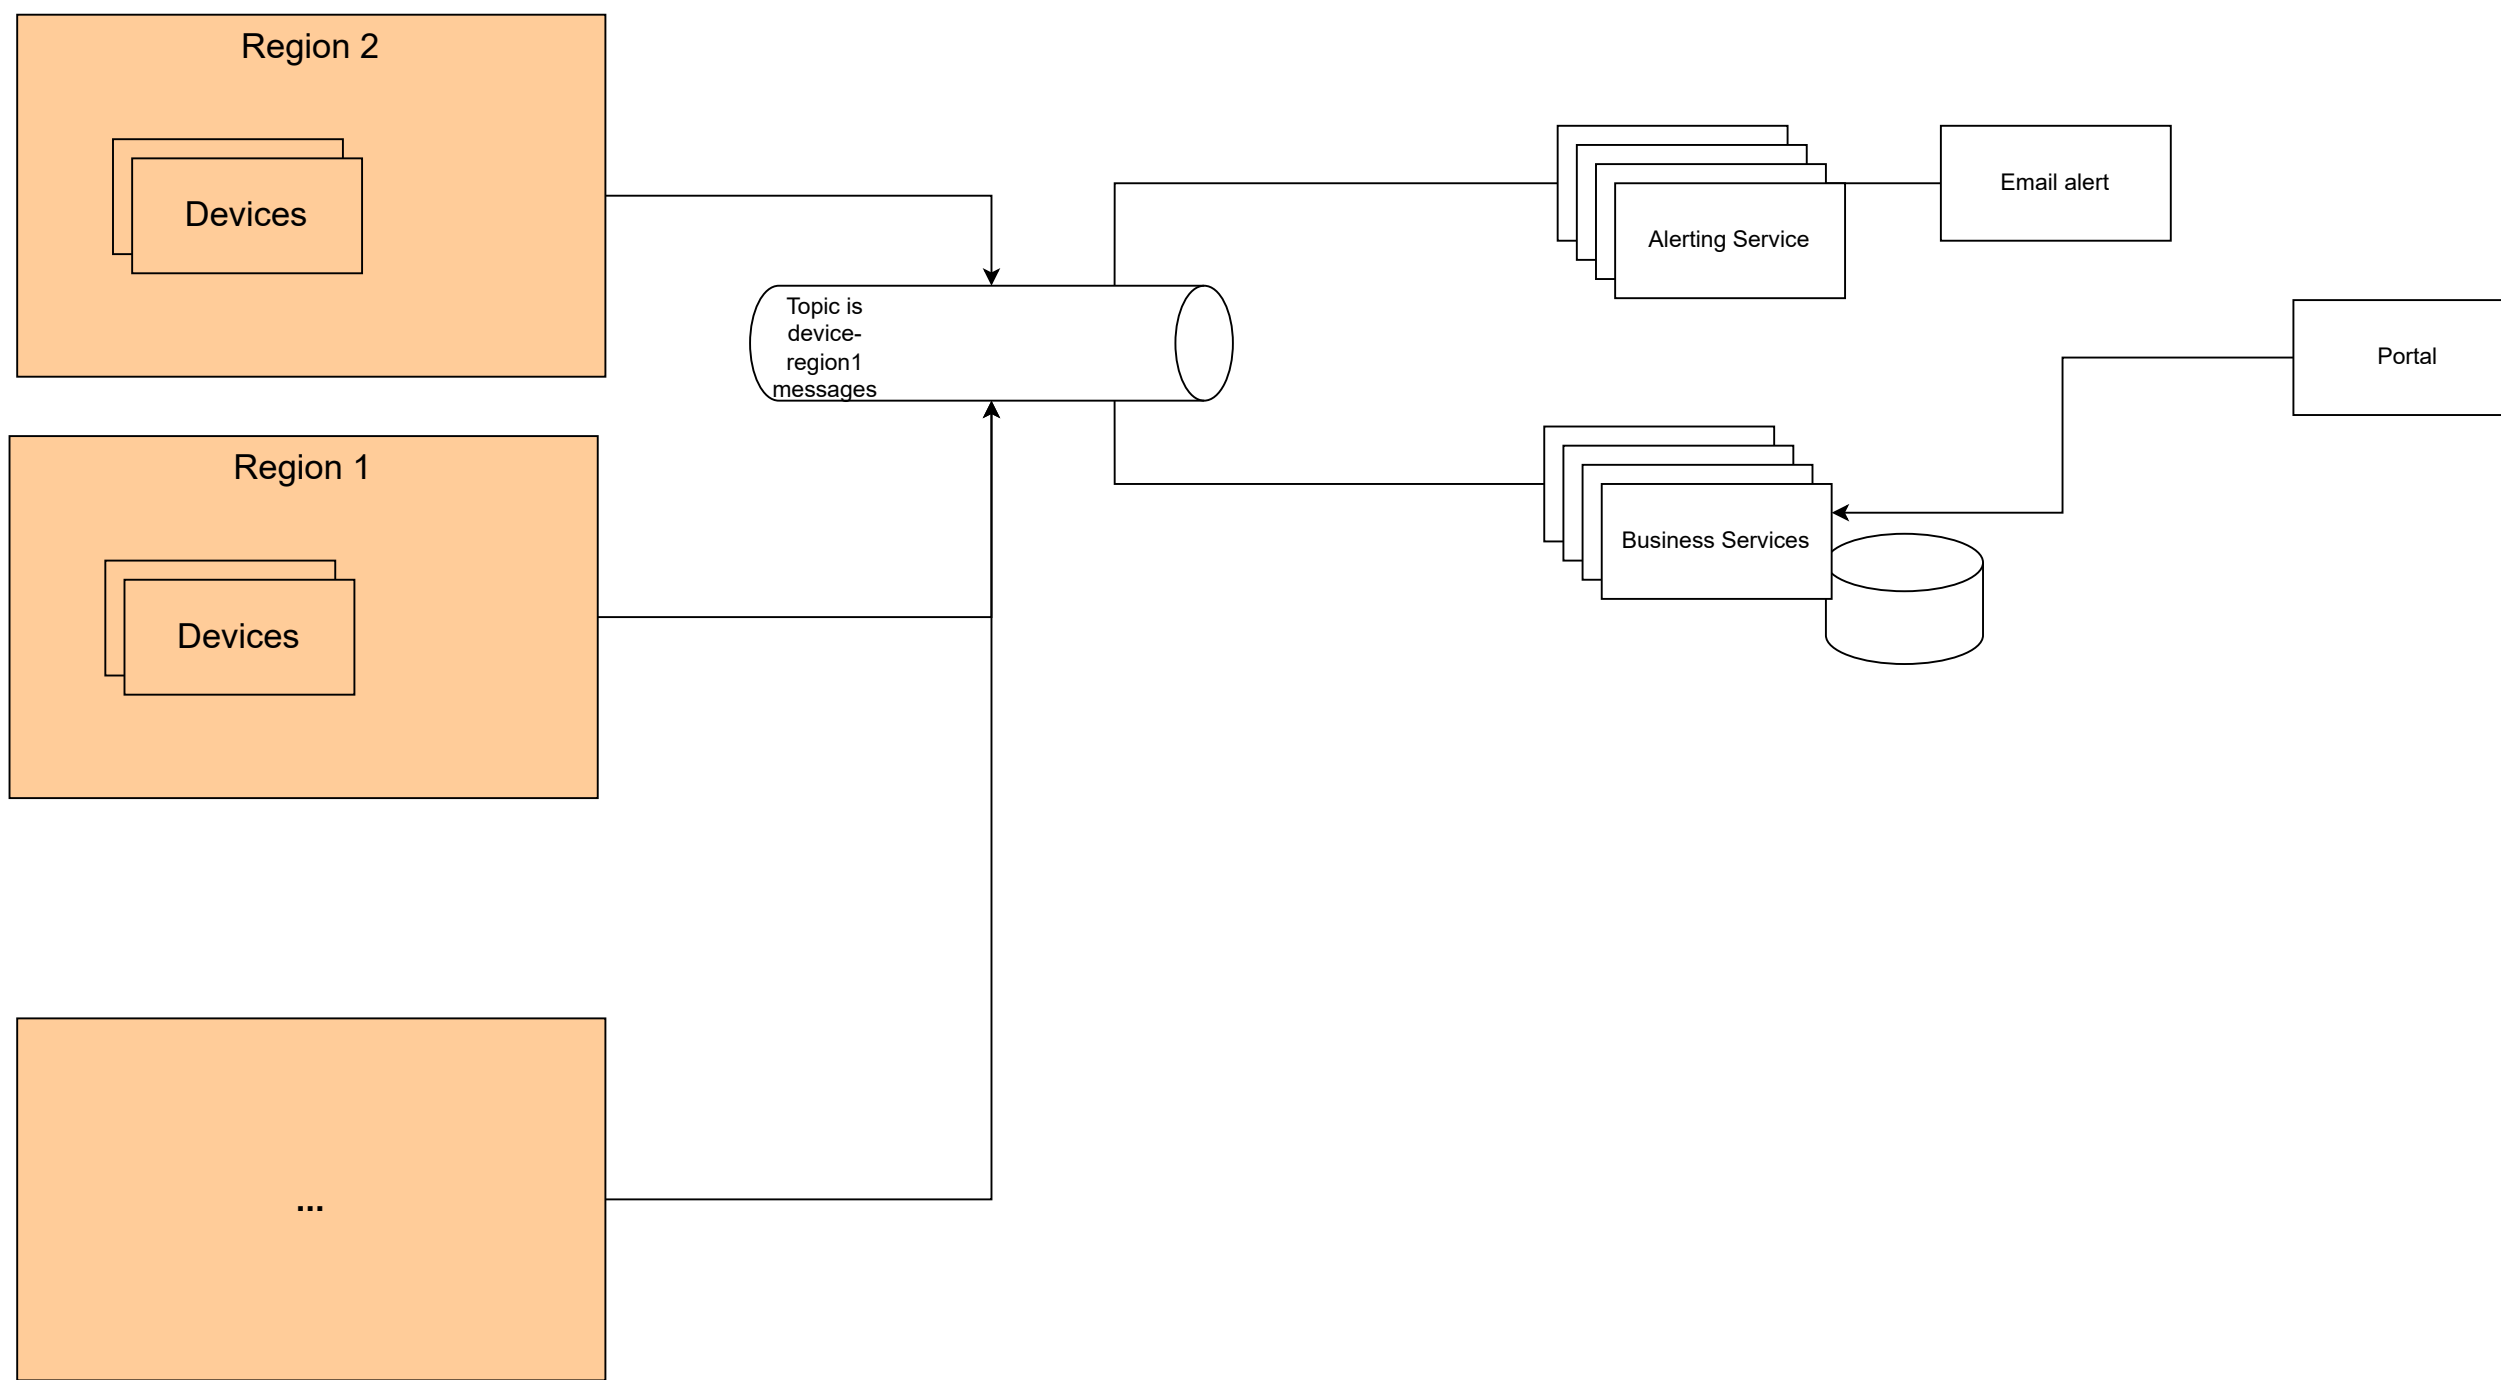 Region 2
Devices
Topic is
device-
region1
messages
Alerting Service
Email alert
Portal
Region 1
Devices
Business Services
...